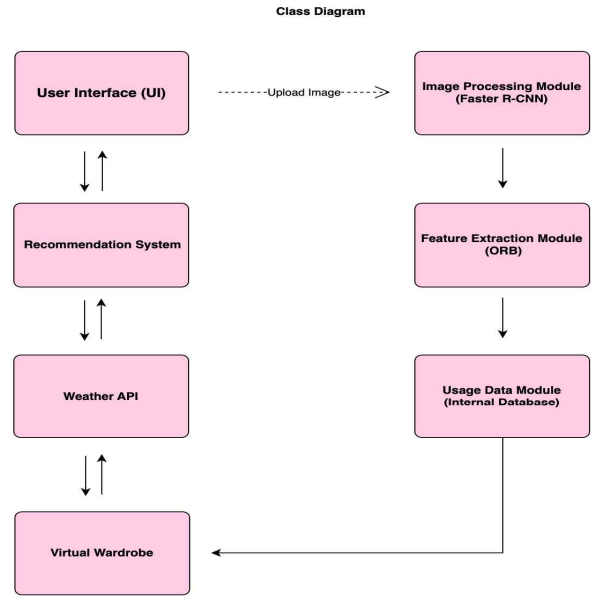 Class Diagram
User Interface (UI)
Upload Image
Image Processing Module
(Faster R-CNN)
Recommendation System
Feature Extraction Module
(ORB)
Weather API
Usage Data Module
(Internal Database)
Virtual Wardrobe